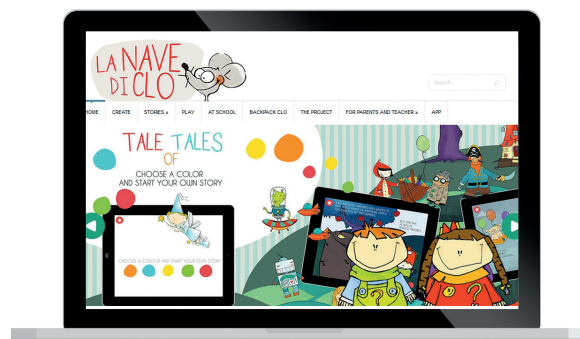 LA NAVE
DI CLO
Search...
HOME CREATE STORIES » PLAY AT SCHOOL BACKPACK CLO THE PROJECT FOR PARENTS AND TEACHER » APP
TALE TALES
OF
CHOOSE A COLOR
AND START YOUR OWN STORY
CHOOSE A COLOUR AND START YOUR OWN STORY